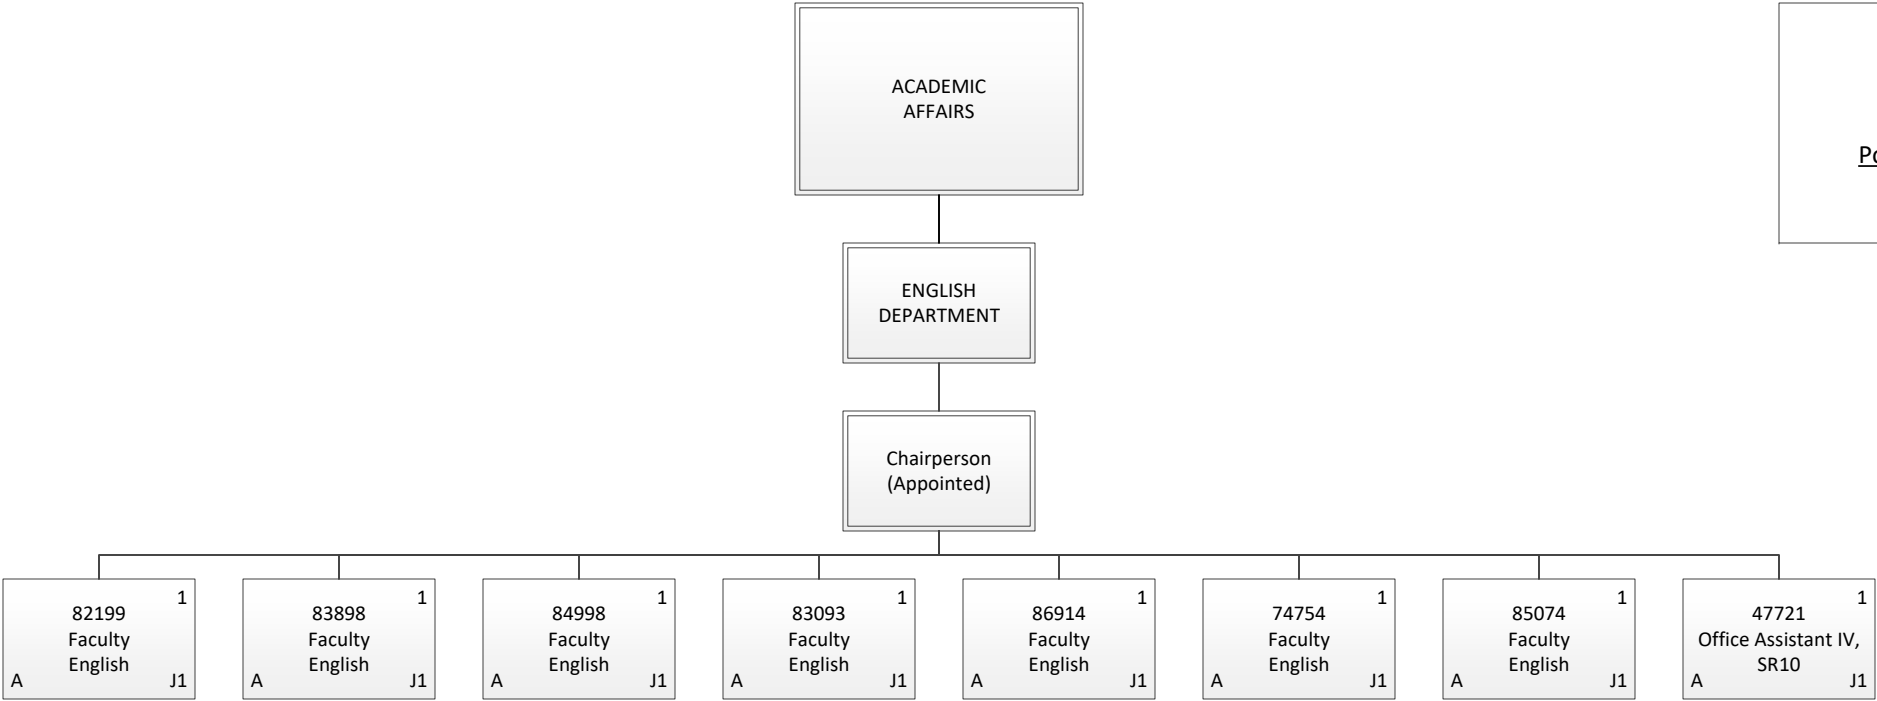 ACADEMIC
AFFAIRS
ENGLISH
DEPARTMENT
Chairperson
(Appointed)
1
82199
Faculty
English
A J1
1
83898
Faculty
English
A J1
1
84998
Faculty
English
A J1
1
83093
Faculty
English
A J1
1
86914
Faculty
English
A J1
1
74754
Faculty
English
A J1
1
85074
Faculty
English
A J1
1
47721
Office Assistant IV,
SR10
A J1